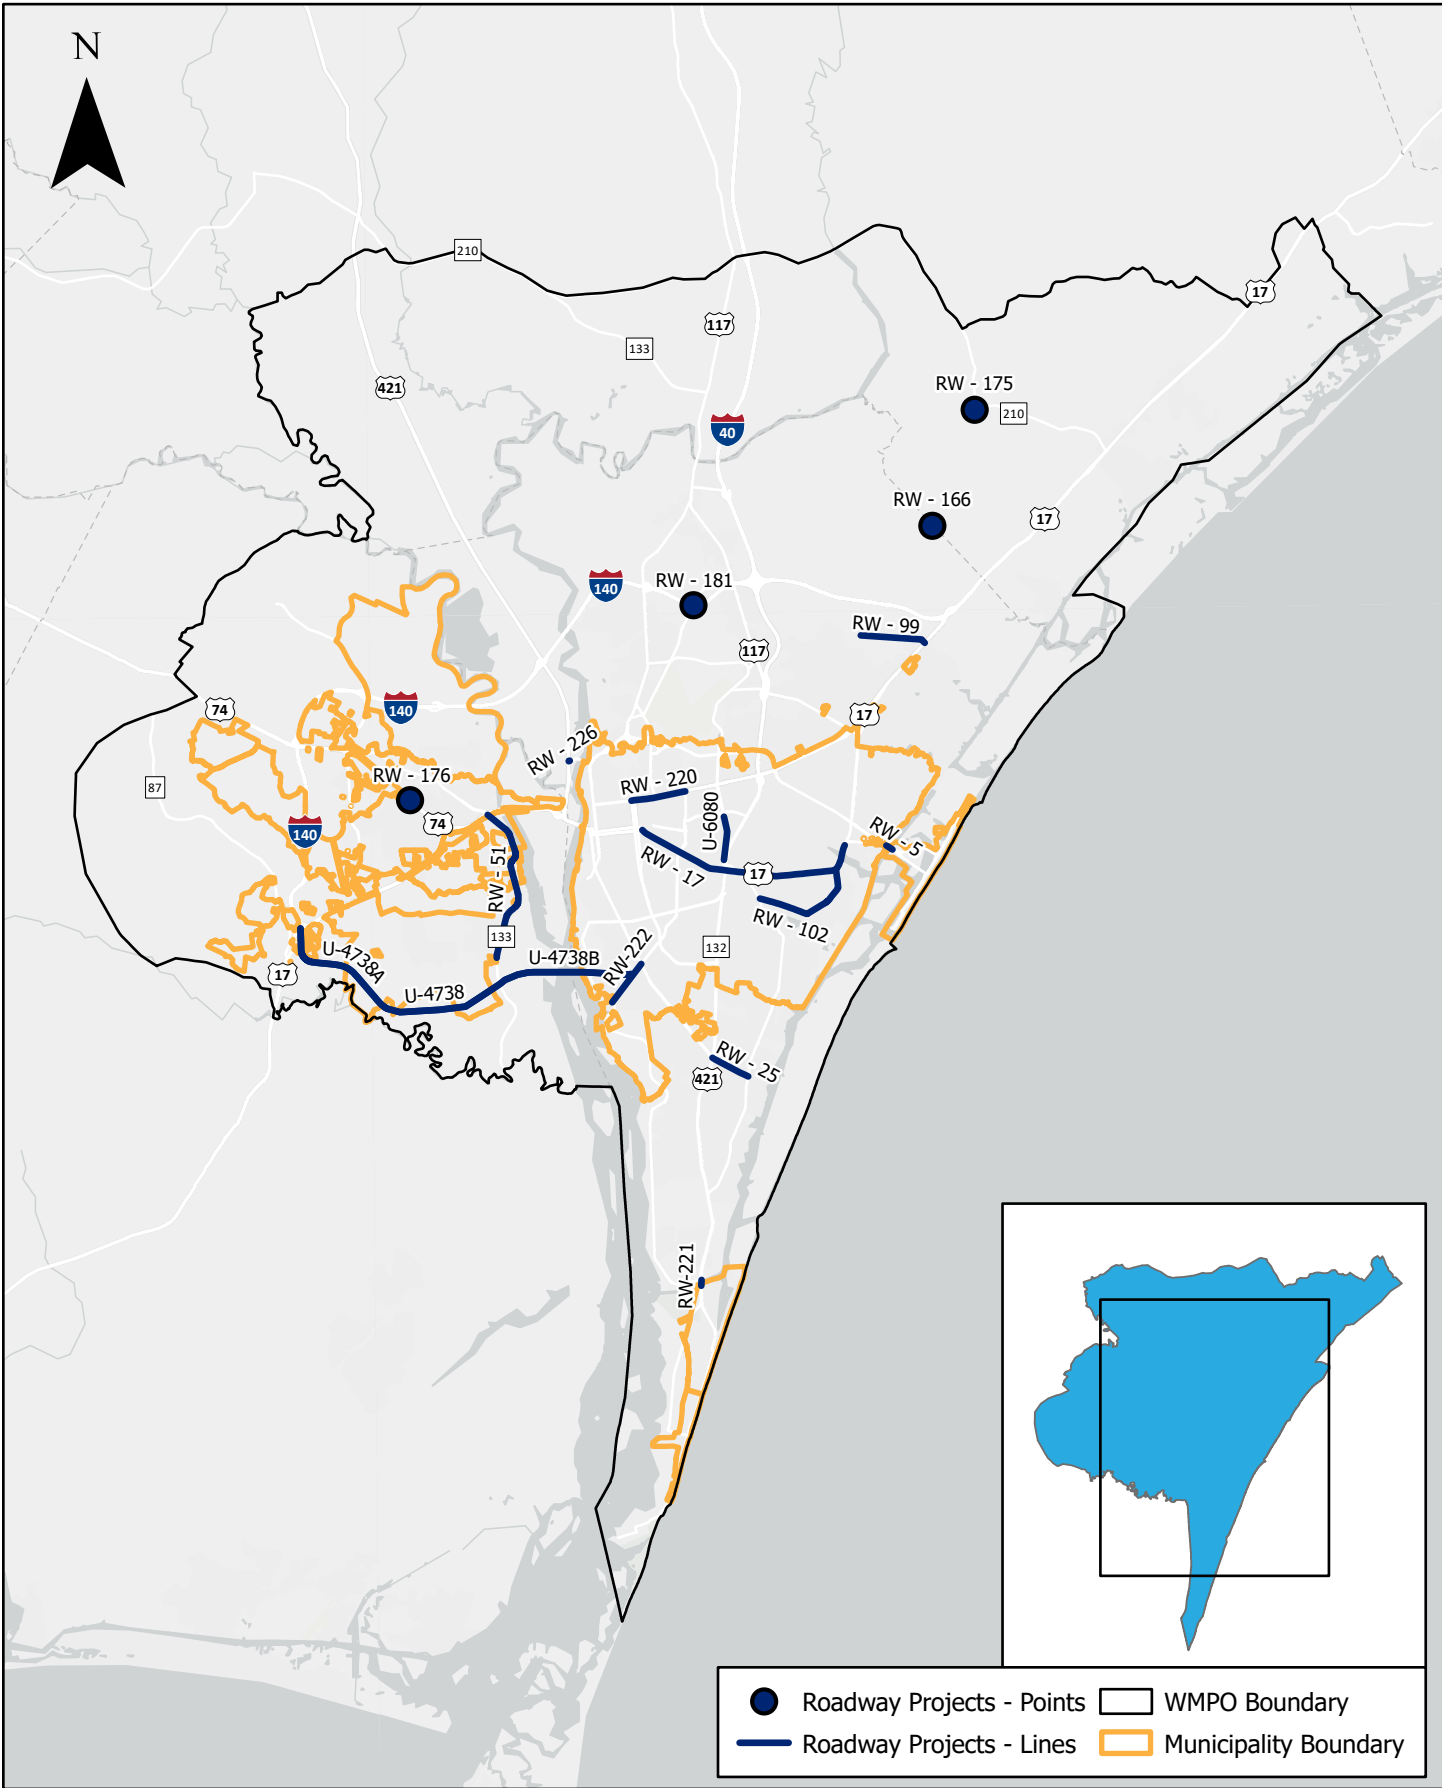 N
210
17
117
133
421
RW - 175
210
40
RW - 166
17
140
RW - 181
RW - 99
117
74
140
17
RW - 226
RW - 176
87
RW - 220
74
U-6080
140
RW - 5
RW - 17
17
RW - 51
RW - 102
133
132
U-4738A
U-4738B
RW-222
17
U-4738
RW - 25
421
RW-221
Roadway Projects - Points
WMPO Boundary
Roadway Projects - Lines
Municipality Boundary